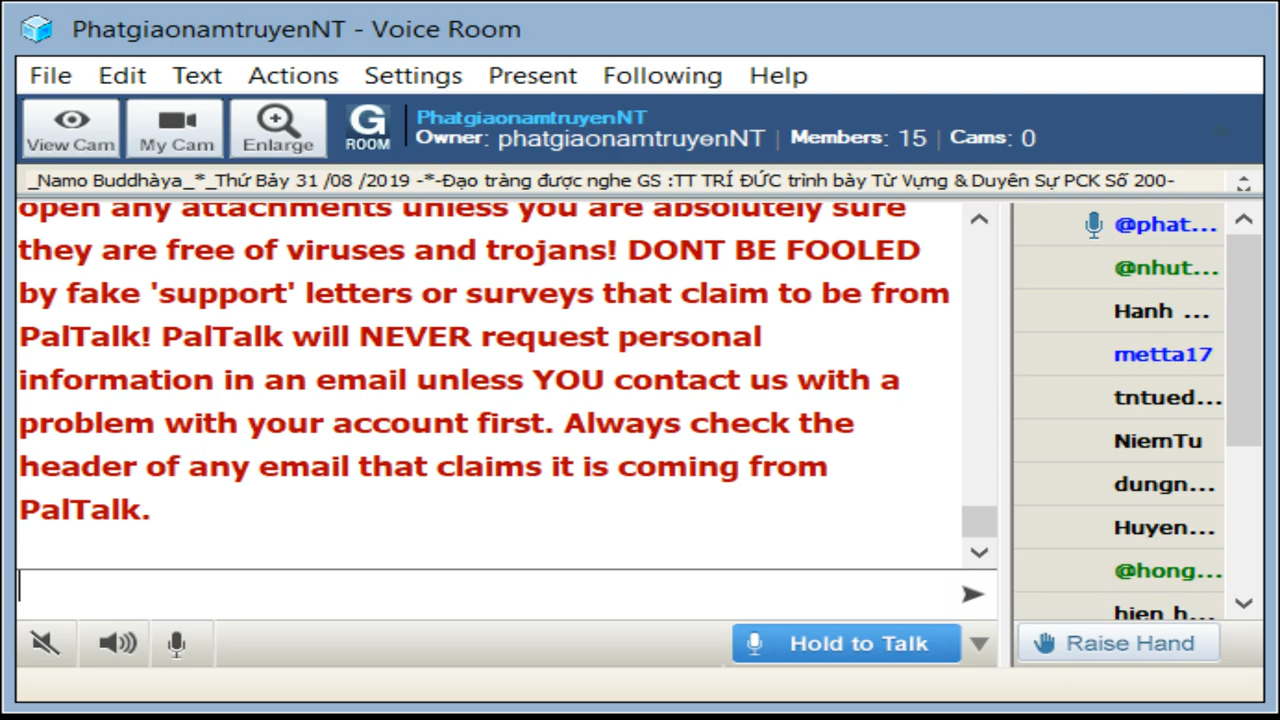 PhatgiaonamtruyenNT - Voice Room
File Edit Text Actions Settings Present Following Help
View Cam My Cam Enlarge G ROOM
PhatgiaonamtruyenNT
Owner: phatgiaonamtruyenNT | Members: 15 | Cams: 0
_Namo Buddhàya_*_Thứ Bảy 31 /08 /2019 -*-Đạo tràng được nghe GS :TT TRÍ ĐỨC trình bày Từ Vựng & Duyên Sự PCK Số 200-
open any attachments unless you are absolutely sure
they are free of viruses and trojans! DONT BE FOOLED
by fake 'support' letters or surveys that claim to be from
PalTalk! PalTalk will NEVER request personal
information in an email unless YOU contact us with a
problem with your account first. Always check the
header of any email that claims it is coming from
PalTalk.
@phat...
@nhut...
Hanh ...
metta17
tntued...
NiemTu
dungn...
Huyen...
@hong...
hien h...
Hold to Talk
Raise Hand